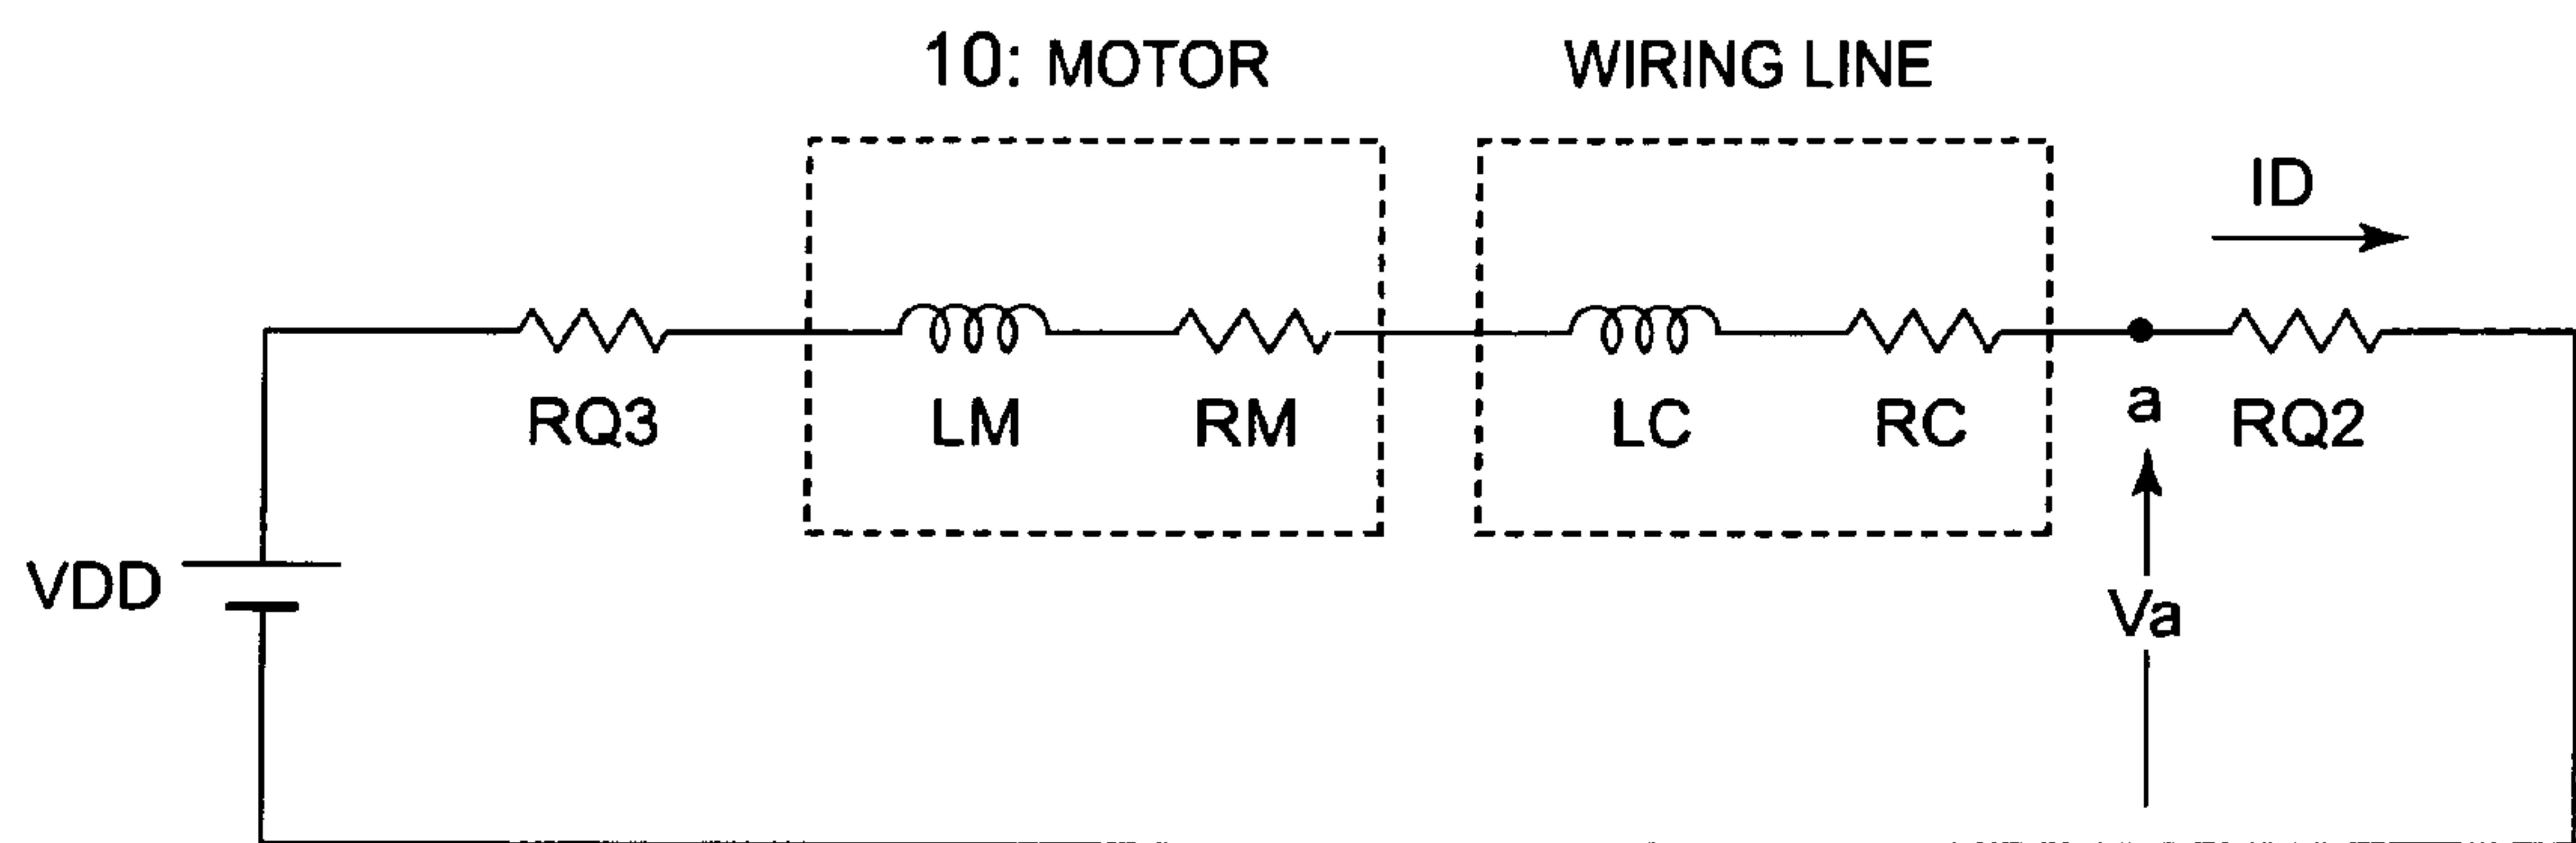 10: MOTOR
WIRING LINE
ID
RQ3
LM
RM
LC
RC
a
RQ2
VDD
Va